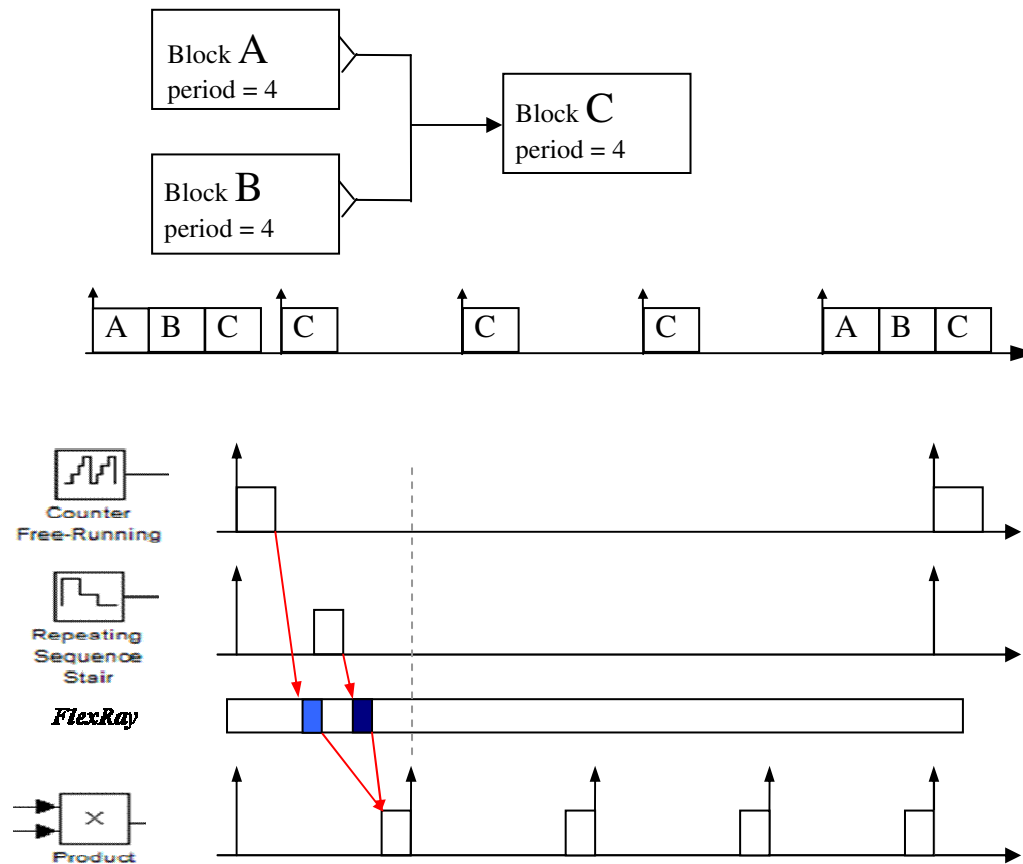 Block A
period = 4
Block C
period = 4
Block B
period = 4
A B C C C C A B C
Counter
Free-Running
Repeating
Sequence
Stair
FlexRay
X
Product